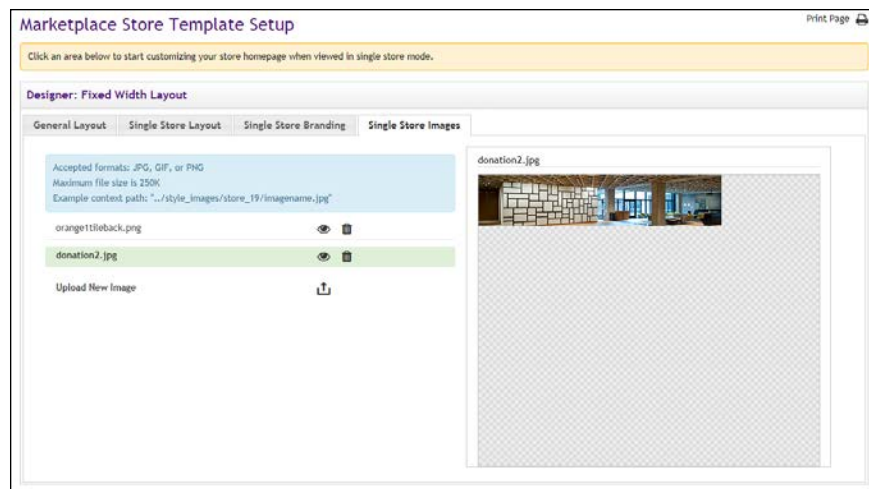 Marketplace Store Template Setup
Print Page
Click an area below to start customizing your store homepage when viewed in single store mode.
Designer: Fixed Width Layout
General Layout
Single Store Layout
Single Store Branding
Single Store Images
Accepted formats: JPG, GIF, or PNG
Maximum file size is 250K
Example context path: "../style_images/store_19/imagename.jpg"
orange1tileback.png
donation2.jpg
Upload New Image
donation2.jpg